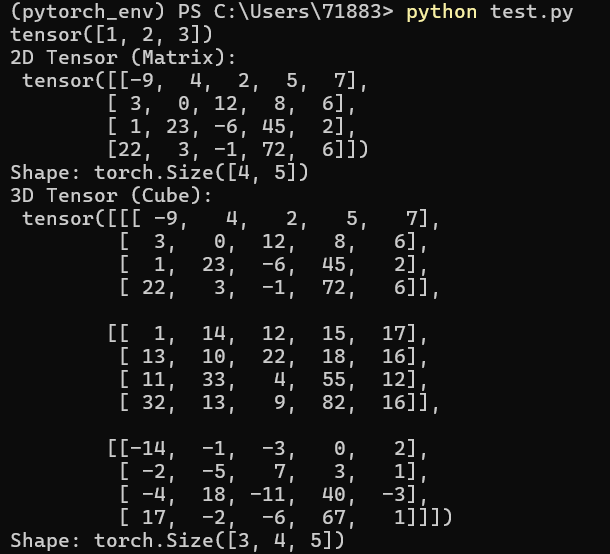 (pytorch_env) PS C:\Users\71883> python test.py
tensor([1, 2, 3])
2D Tensor (Matrix):
 tensor([[-9,  4,  2,  5,  7],
        [ 3,  0, 12,  8,  6],
        [ 1, 23, -6, 45,  2],
        [22,  3, -1, 72,  6]])
Shape: torch.Size([4, 5])
3D Tensor (Cube):
 tensor([[[ -9,   4,   2,   5,   7],
         [  3,   0,  12,   8,   6],
         [  1,  23,  -6,  45,   2],
         [ 22,   3,  -1,  72,   6]],

        [[  1,  14,  12,  15,  17],
         [ 13,  10,  22,  18,  16],
         [ 11,  33,   4,  55,  12],
         [ 32,  13,   9,  82,  16]],

        [[-14,  -1,  -3,   0,   2],
         [ -2,  -5,   7,   3,   1],
         [ -4,  18, -11,  40,  -3],
         [ 17,  -2,  -6,  67,   1]]])
Shape: torch.Size([3, 4, 5])